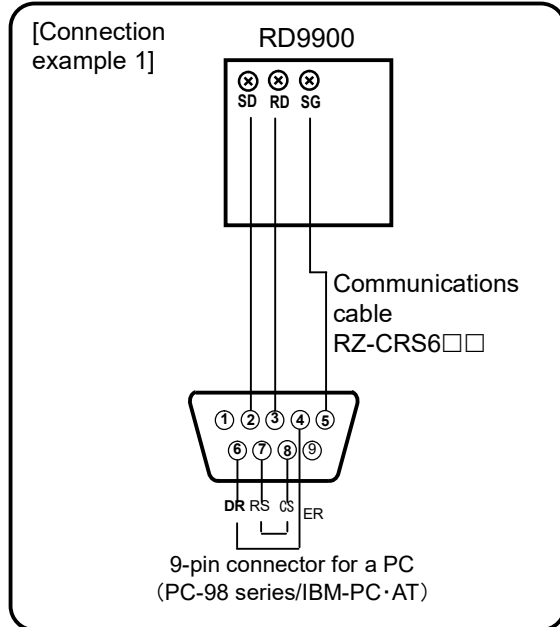 [Connection
example 1]
RD9900
SD RD SG
Communications
cable
RZ-CRS6□□
① ② ③ ④ ⑤
⑥ ⑦ ⑧ ⑨
DR RS CS ER
9-pin connector for a PC
（PC-98 series/IBM-PC･AT）